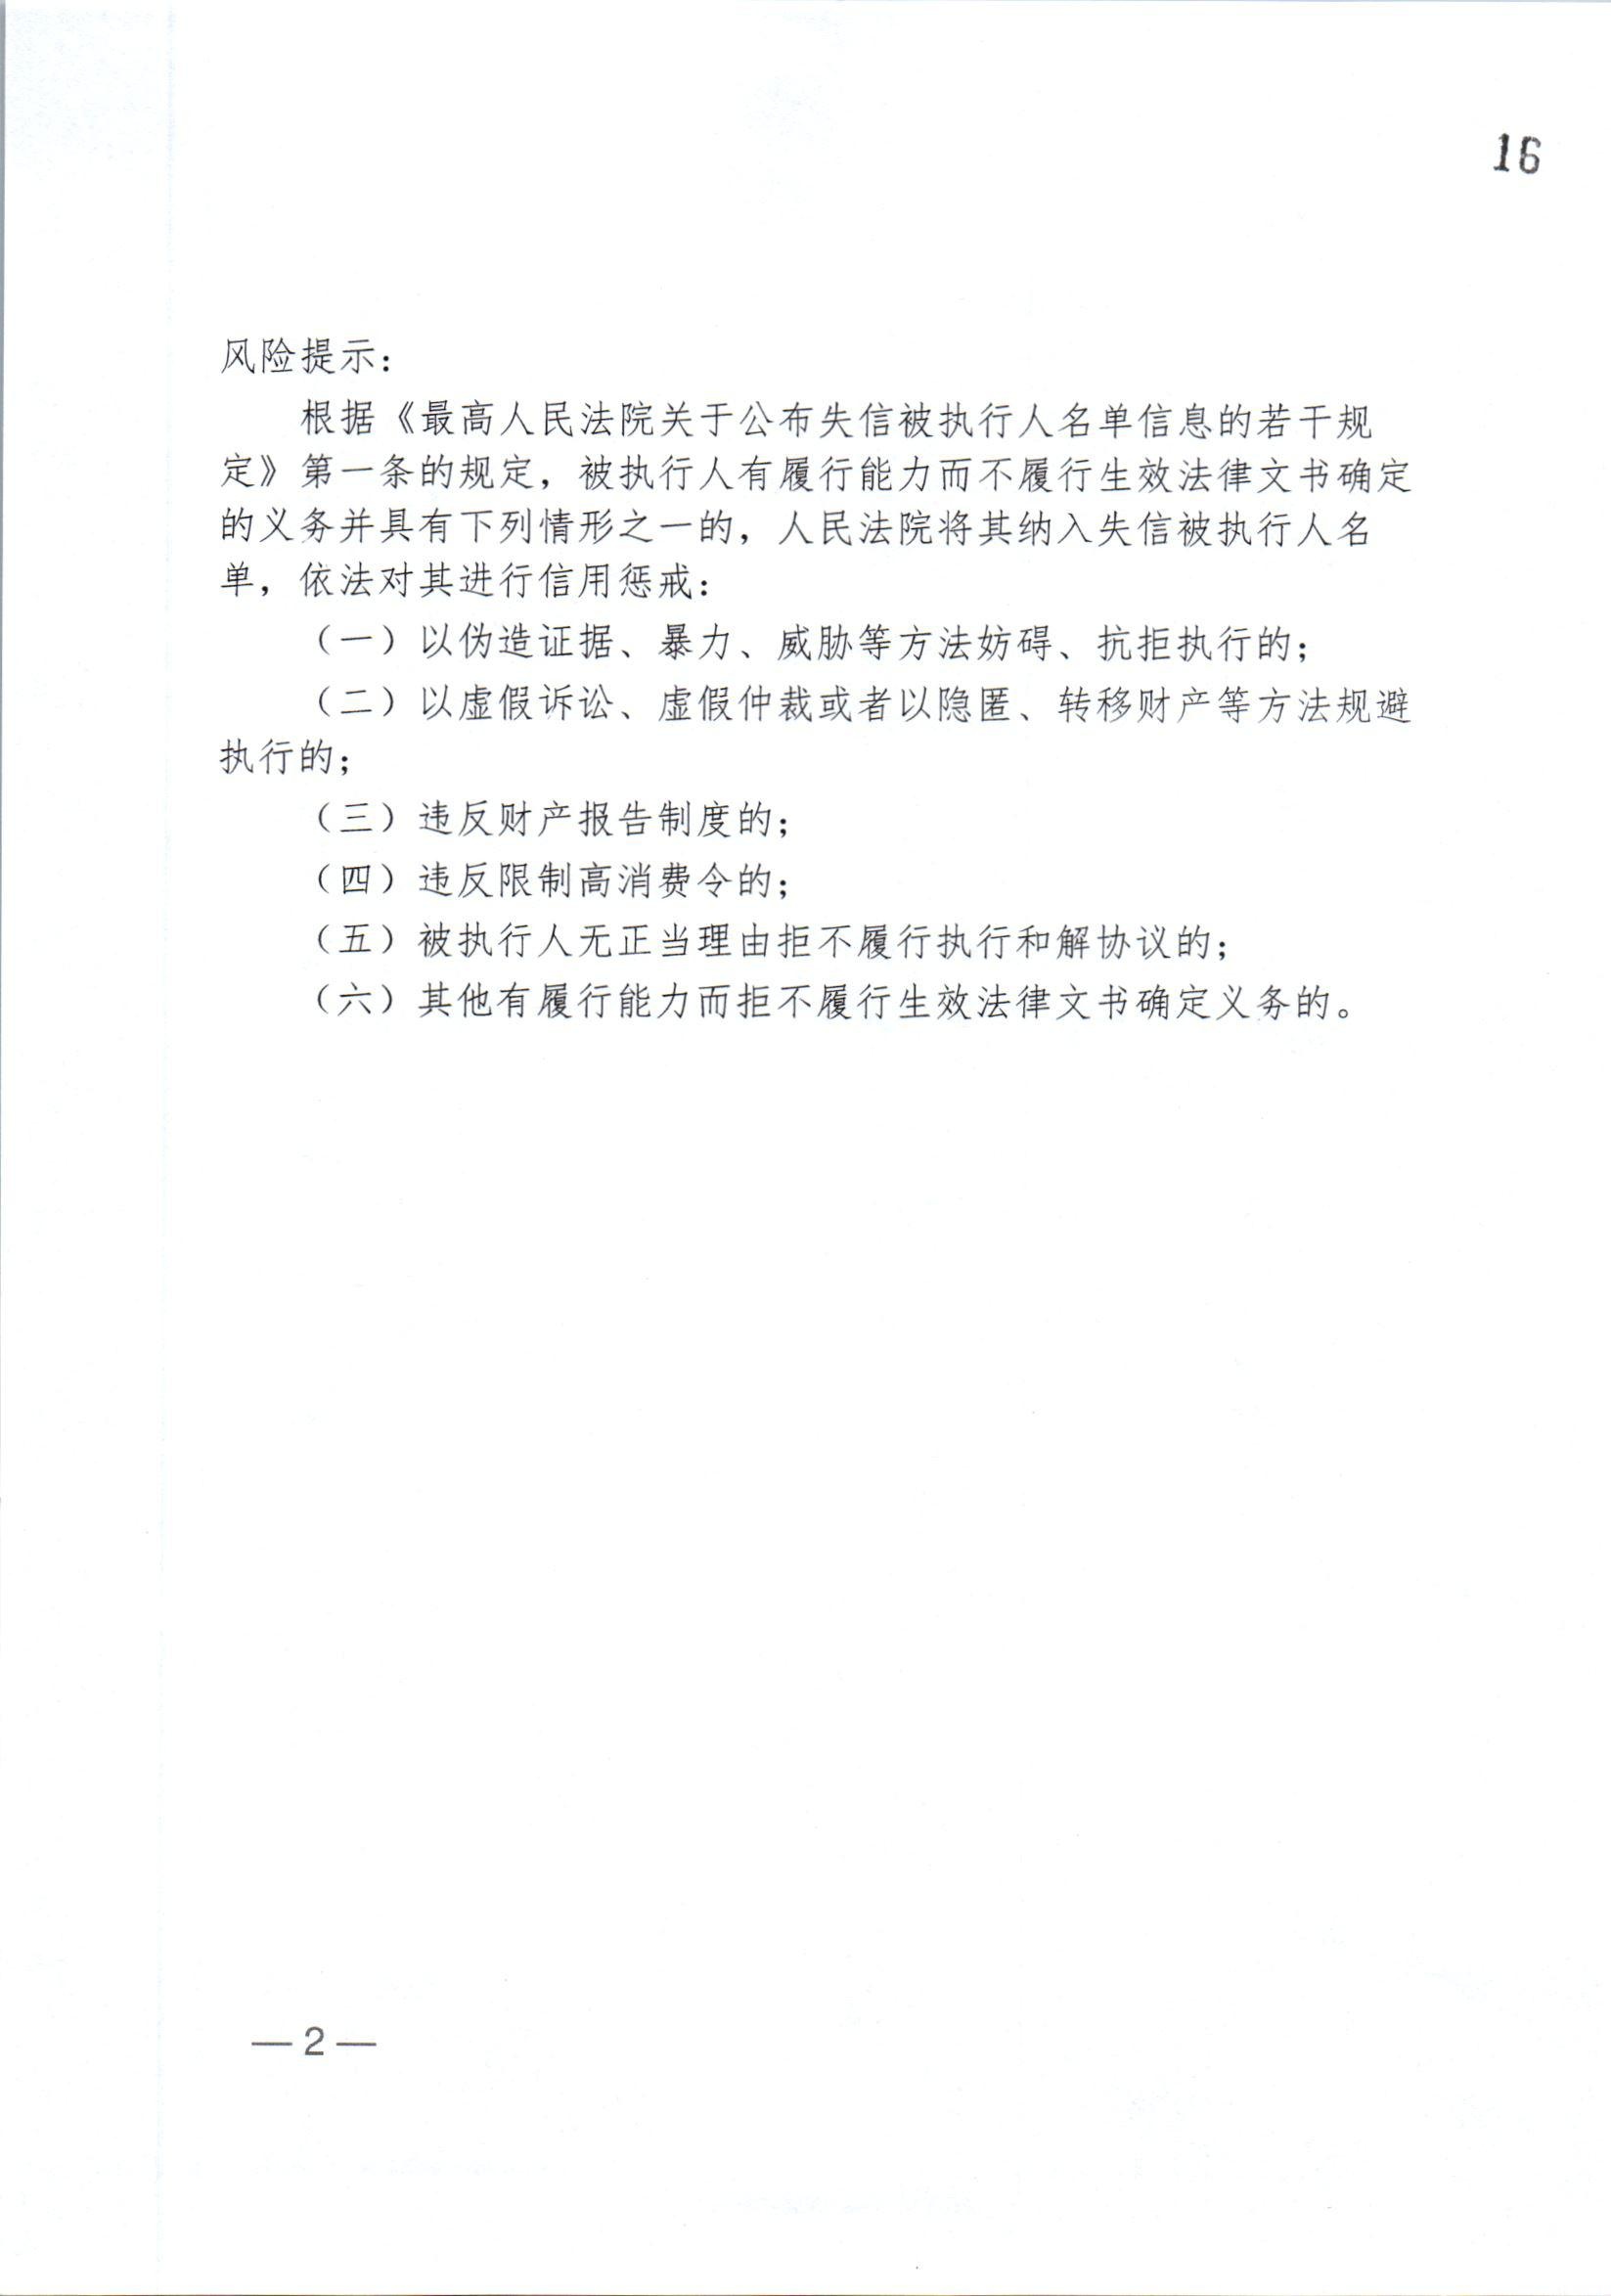 16
风险提示：
根据《最高人民法院关于公布失信被执行人名单信息的若干规
定》第一条的规定，被执行人有履行能力而不履行生效法律文书确定
的义务并具有下列情形之一的，人民法院将其纳入失信被执行人名
单，依法对其进行信用惩戒：
（一）以伪造证据、暴力、威胁等方法妨碍、抗拒执行的；
（二）以虚假诉讼、虚假仲裁或者以隐匿、转移财产等方法规避
执行的；
（三）违反财产报告制度的；
（四）违反限制高消费令的；
（五）被执行人无正当理由拒不履行执行和解协议的；
（六）其他有履行能力而拒不履行生效法律文书确定义务的。
— 2 —